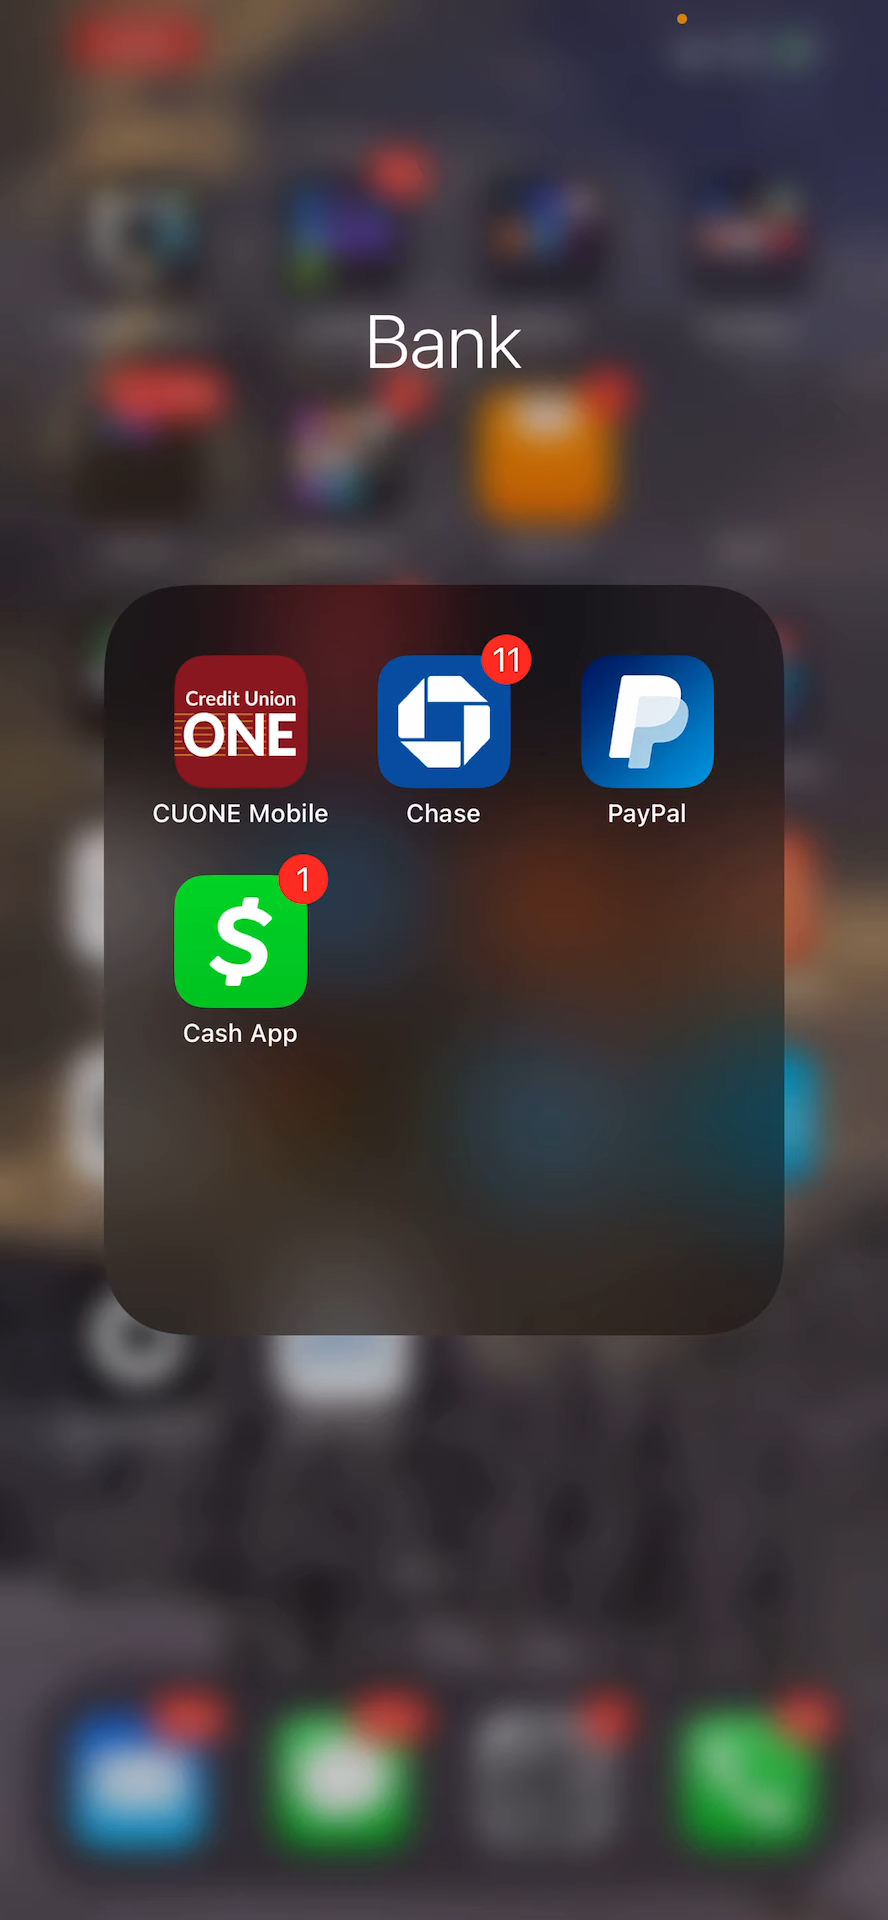 Bank
Credit Union
ONE
11
CUONE Mobile
Chase
PayPal
1
$
Cash App